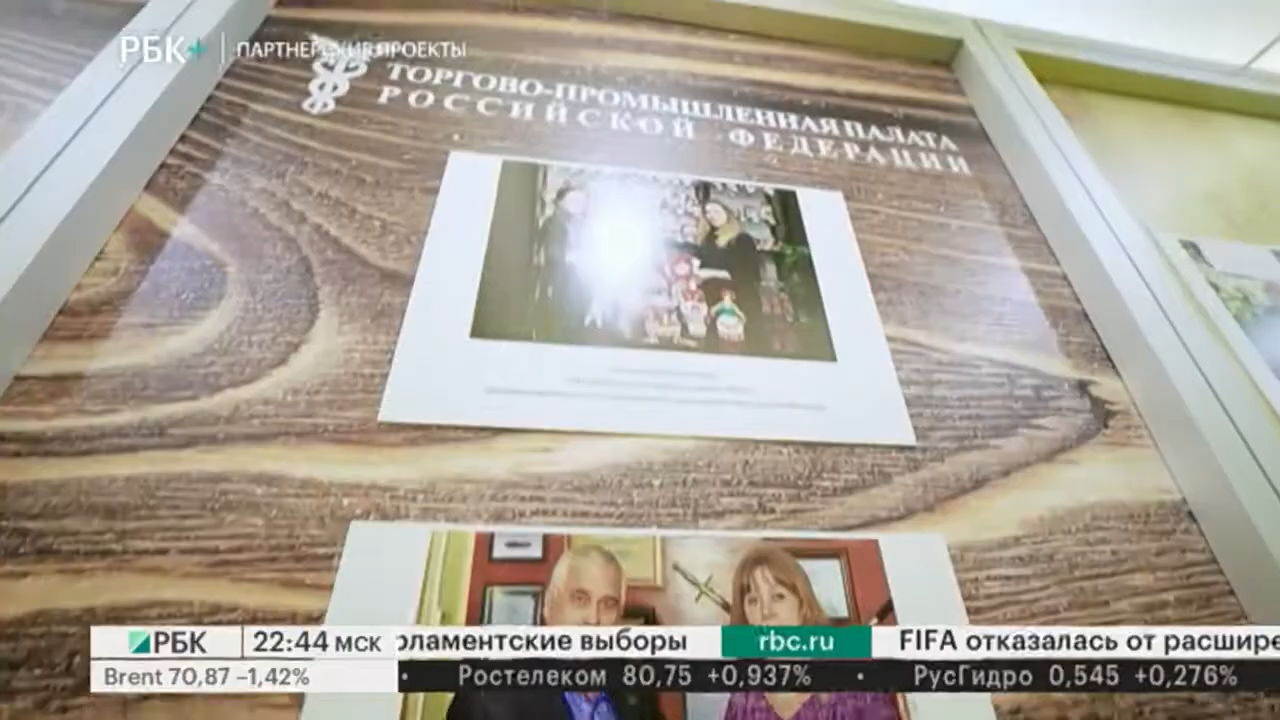 РБК+ | ПАРТНЕРСКИЕ ПРОЕКТЫ
ТОРГОВО-ПРОМЫШЛЕННАЯ ПАЛАТА
РОССИЙСКОЙ ФЕДЕРАЦИИ
РБК 22:44 МСК рламентские выборы rbc.ru FIFA отказалась от расшире
Brent 70,87 –1,42% • Ростелеком 80,75 +0,937% • РусГидро 0,545 +0,276%